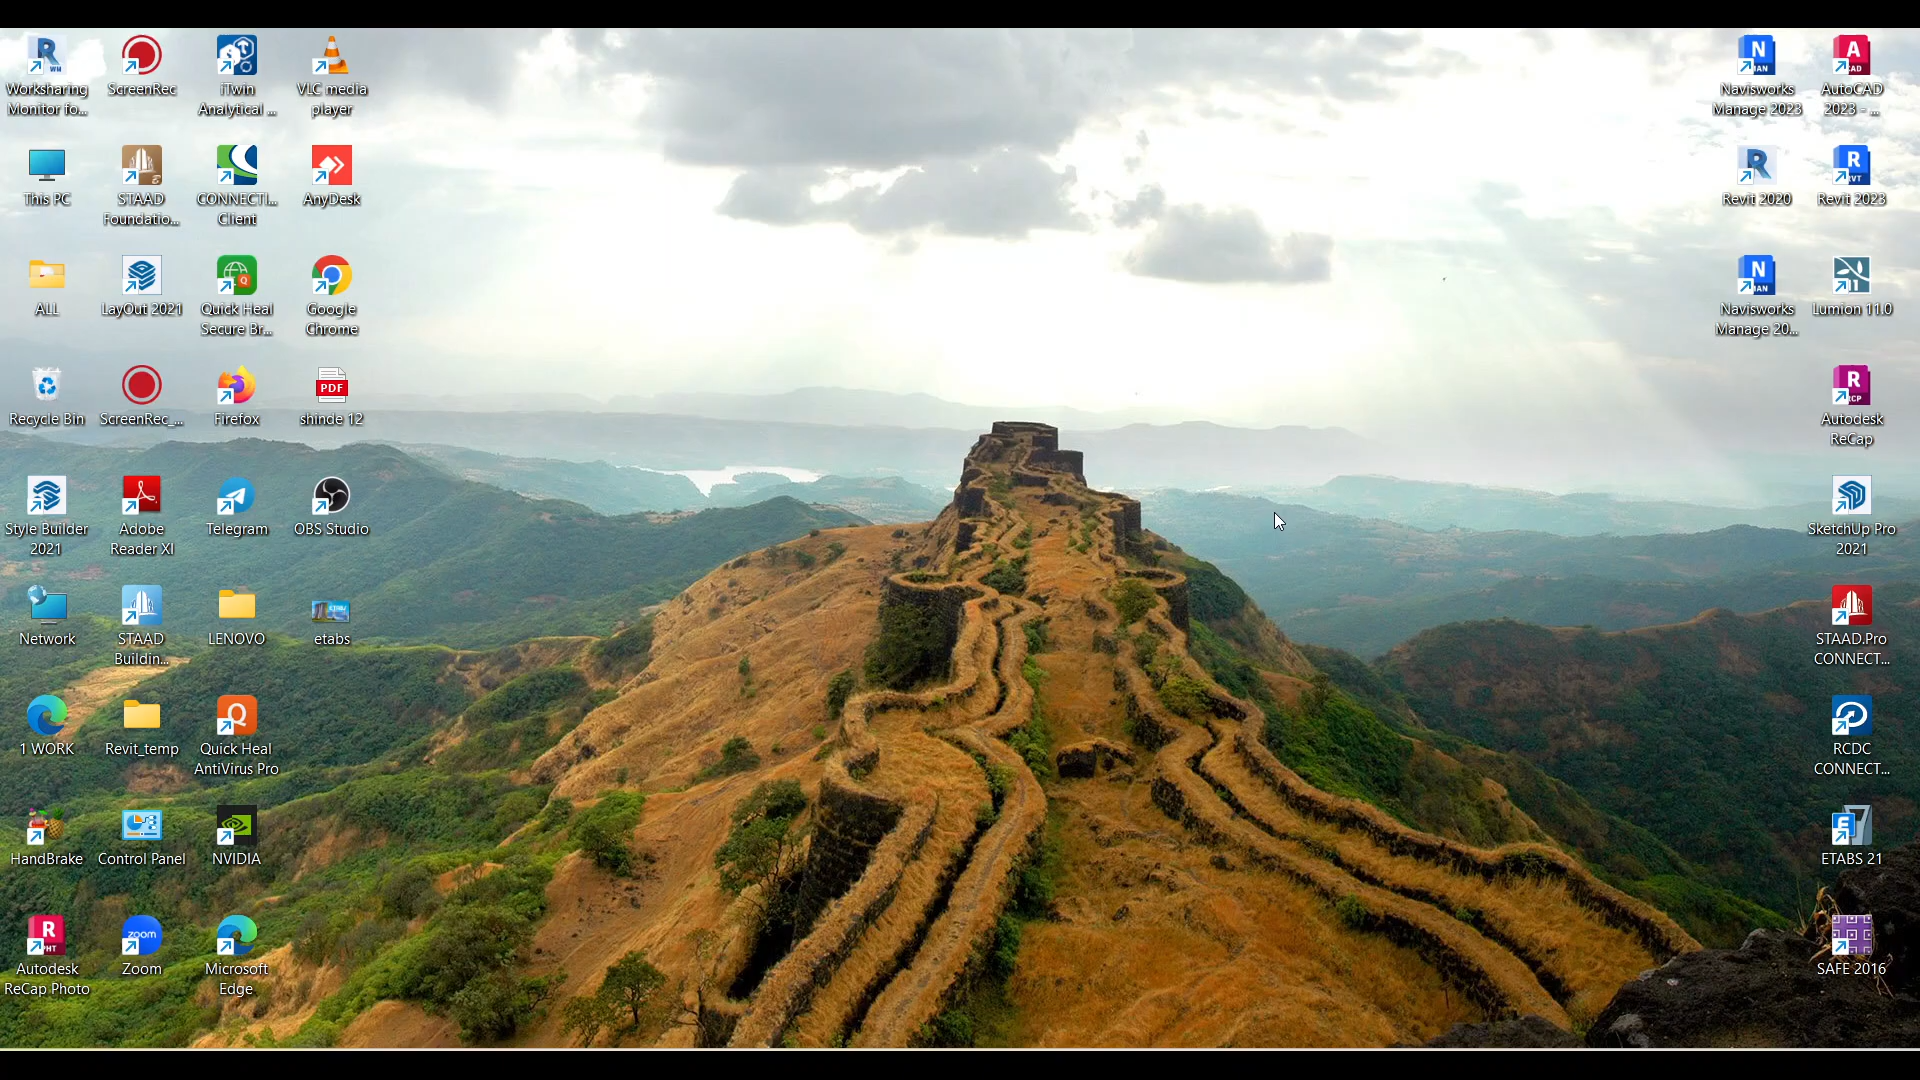 Worksharing
Monitor fo...
ScreenRec
iTwin
Analytical ...
VLC media
player
This PC
STAAD
Foundatio...
CONNECTI...
Client
AnyDesk
ALL
LayOut 2021
Quick Heal
Secure Br...
Google
Chrome
Recycle Bin
ScreenRec_...
Firefox
PDF
shinde 12
Style Builder
2021
Adobe
Reader XI
Telegram
OBS Studio
Network
STAAD
Buildin...
LENOVO
etabs
1 WORK
Revit_temp
Quick Heal
AntiVirus Pro
HandBrake
Control Panel
NVIDIA
Autodesk
ReCap Photo
zoom
Zoom
Microsoft
Edge
Navisworks
Manage 2023
AutoCAD
2023 - ...
Revit 2020
Revit 2023
Navisworks
Manage 20...
Lumion 11.0
Autodesk
ReCap
SketchUp Pro
2021
STAAD.Pro
CONNECT...
RCDC
CONNECT...
ETABS 21
SAFE 2016